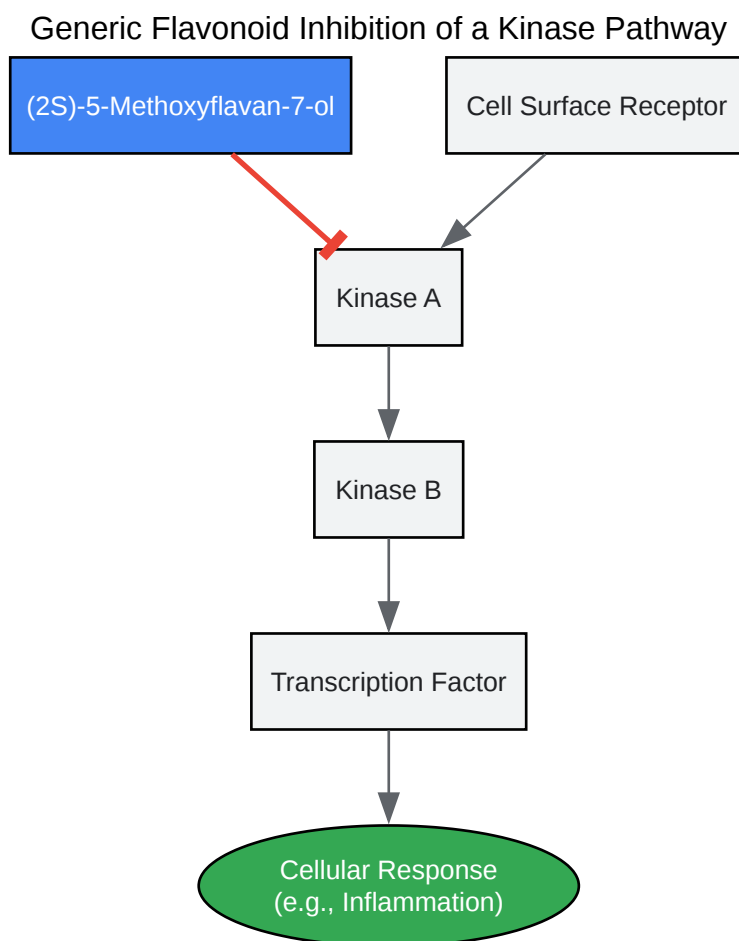 Generic Flavonoid Inhibition of a Kinase Pathway
(2S)-5-Methoxyflavan-7-ol
Cell Surface Receptor
Kinase A
Kinase B
Transcription Factor
Cellular Response
(e.g., Inflammation)